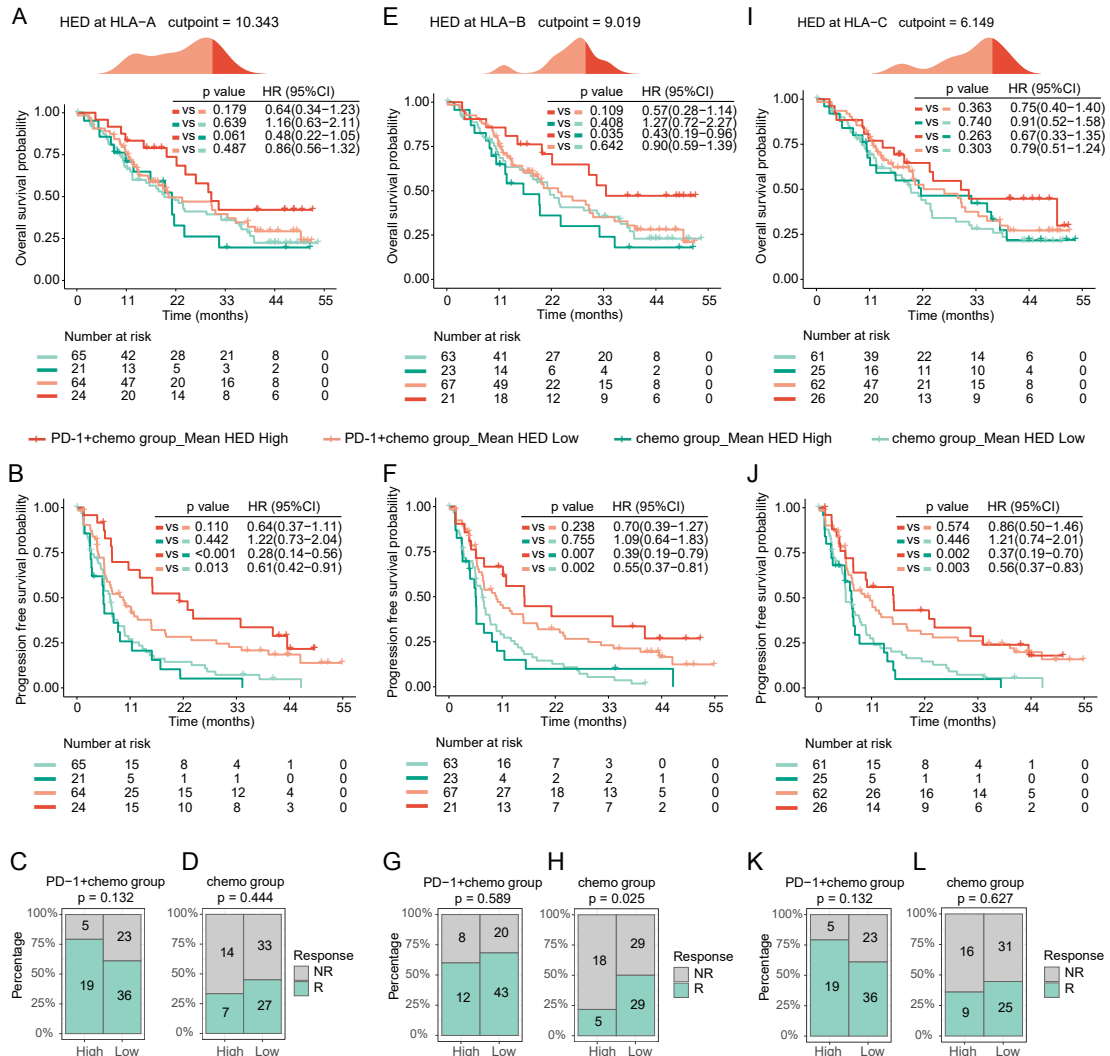 A
HED at HLA−A cutpoint = 10.343
p value HR (95%CI)
vs 0.179 0.64(0.34−1.23)
vs 0.639 1.16(0.63−2.11)
vs 0.061 0.48(0.22−1.05)
vs 0.487 0.86(0.56−1.32)
Overall survival probability
1.00
0.75
0.50
0.25
0.00
0 11 22 33 44 55
Time (months)
Number at risk
65 42 28 21 8 0
21 13 5 3 2 0
64 47 20 16 8 0
24 20 14 8 6 0
E
HED at HLA−B cutpoint = 9.019
p value HR (95%CI)
vs 0.109 0.57(0.28−1.14)
vs 0.408 1.27(0.72−2.27)
vs 0.035 0.43(0.19−0.96)
vs 0.642 0.90(0.59−1.39)
Overall survival probability
1.00
0.75
0.50
0.25
0.00
0 11 22 33 44 55
Time (months)
Number at risk
63 41 27 20 8 0
23 14 6 4 2 0
67 49 22 15 8 0
21 18 12 9 6 0
I
HED at HLA−C cutpoint = 6.149
p value HR (95%CI)
vs 0.363 0.75(0.40−1.40)
vs 0.740 0.91(0.52−1.58)
vs 0.263 0.67(0.33−1.35)
vs 0.303 0.79(0.51−1.24)
Overall survival probability
1.00
0.75
0.50
0.25
0.00
0 11 22 33 44 55
Time (months)
Number at risk
61 39 22 14 6 0
25 16 11 10 4 0
62 47 21 15 8 0
26 20 13 9 6 0
PD-1+chemo group_Mean HED High PD-1+chemo group_Mean HED Low chemo group_Mean HED High chemo group_Mean HED Low
B
p value HR (95%CI)
vs 0.110 0.64(0.37−1.11)
vs 0.442 1.22(0.73−2.04)
vs <0.001 0.28(0.14−0.56)
vs 0.013 0.61(0.42−0.91)
Progression free survival probability
1.00
0.75
0.50
0.25
0.00
0 11 22 33 44 55
Time (months)
Number at risk
65 15 8 4 1 0
21 5 1 1 0 0
64 25 15 12 4 0
24 15 10 8 3 0
F
p value HR (95%CI)
vs 0.238 0.70(0.39−1.27)
vs 0.755 1.09(0.64−1.83)
vs 0.007 0.39(0.19−0.79)
vs 0.002 0.55(0.37−0.81)
Progression free survival probability
1.00
0.75
0.50
0.25
0.00
0 11 22 33 44 55
Time (months)
Number at risk
63 16 7 3 0 0
23 4 2 2 1 0
67 27 18 13 5 0
21 13 7 7 2 0
J
p value HR (95%CI)
vs 0.574 0.86(0.50−1.46)
vs 0.446 1.21(0.74−2.01)
vs 0.002 0.37(0.19−0.70)
vs 0.003 0.56(0.37−0.83)
Progression free survival probability
1.00
0.75
0.50
0.25
0.00
0 11 22 33 44 55
Time (months)
Number at risk
61 15 8 4 1 0
25 5 1 1 0 0
62 26 16 14 5 0
26 14 9 6 2 0
C
PD−1+chemo group
p = 0.132
Percentage
100%
75%
50%
25%
0%
5 23
19 36
High Low
D
chemo group
p = 0.444
100%
75%
50%
25%
0%
14 33
7 27
High Low
Response
NR
R
G
PD−1+chemo group
p = 0.589
Percentage
100%
75%
50%
25%
0%
8 20
12 43
High Low
H
chemo group
p = 0.025
100%
75%
50%
25%
0%
18 29
5 29
High Low
Response
NR
R
K
PD−1+chemo group
p = 0.132
Percentage
100%
75%
50%
25%
0%
5 23
19 36
High Low
L
chemo group
p = 0.627
100%
75%
50%
25%
0%
16 31
9 25
High Low
Response
NR
R